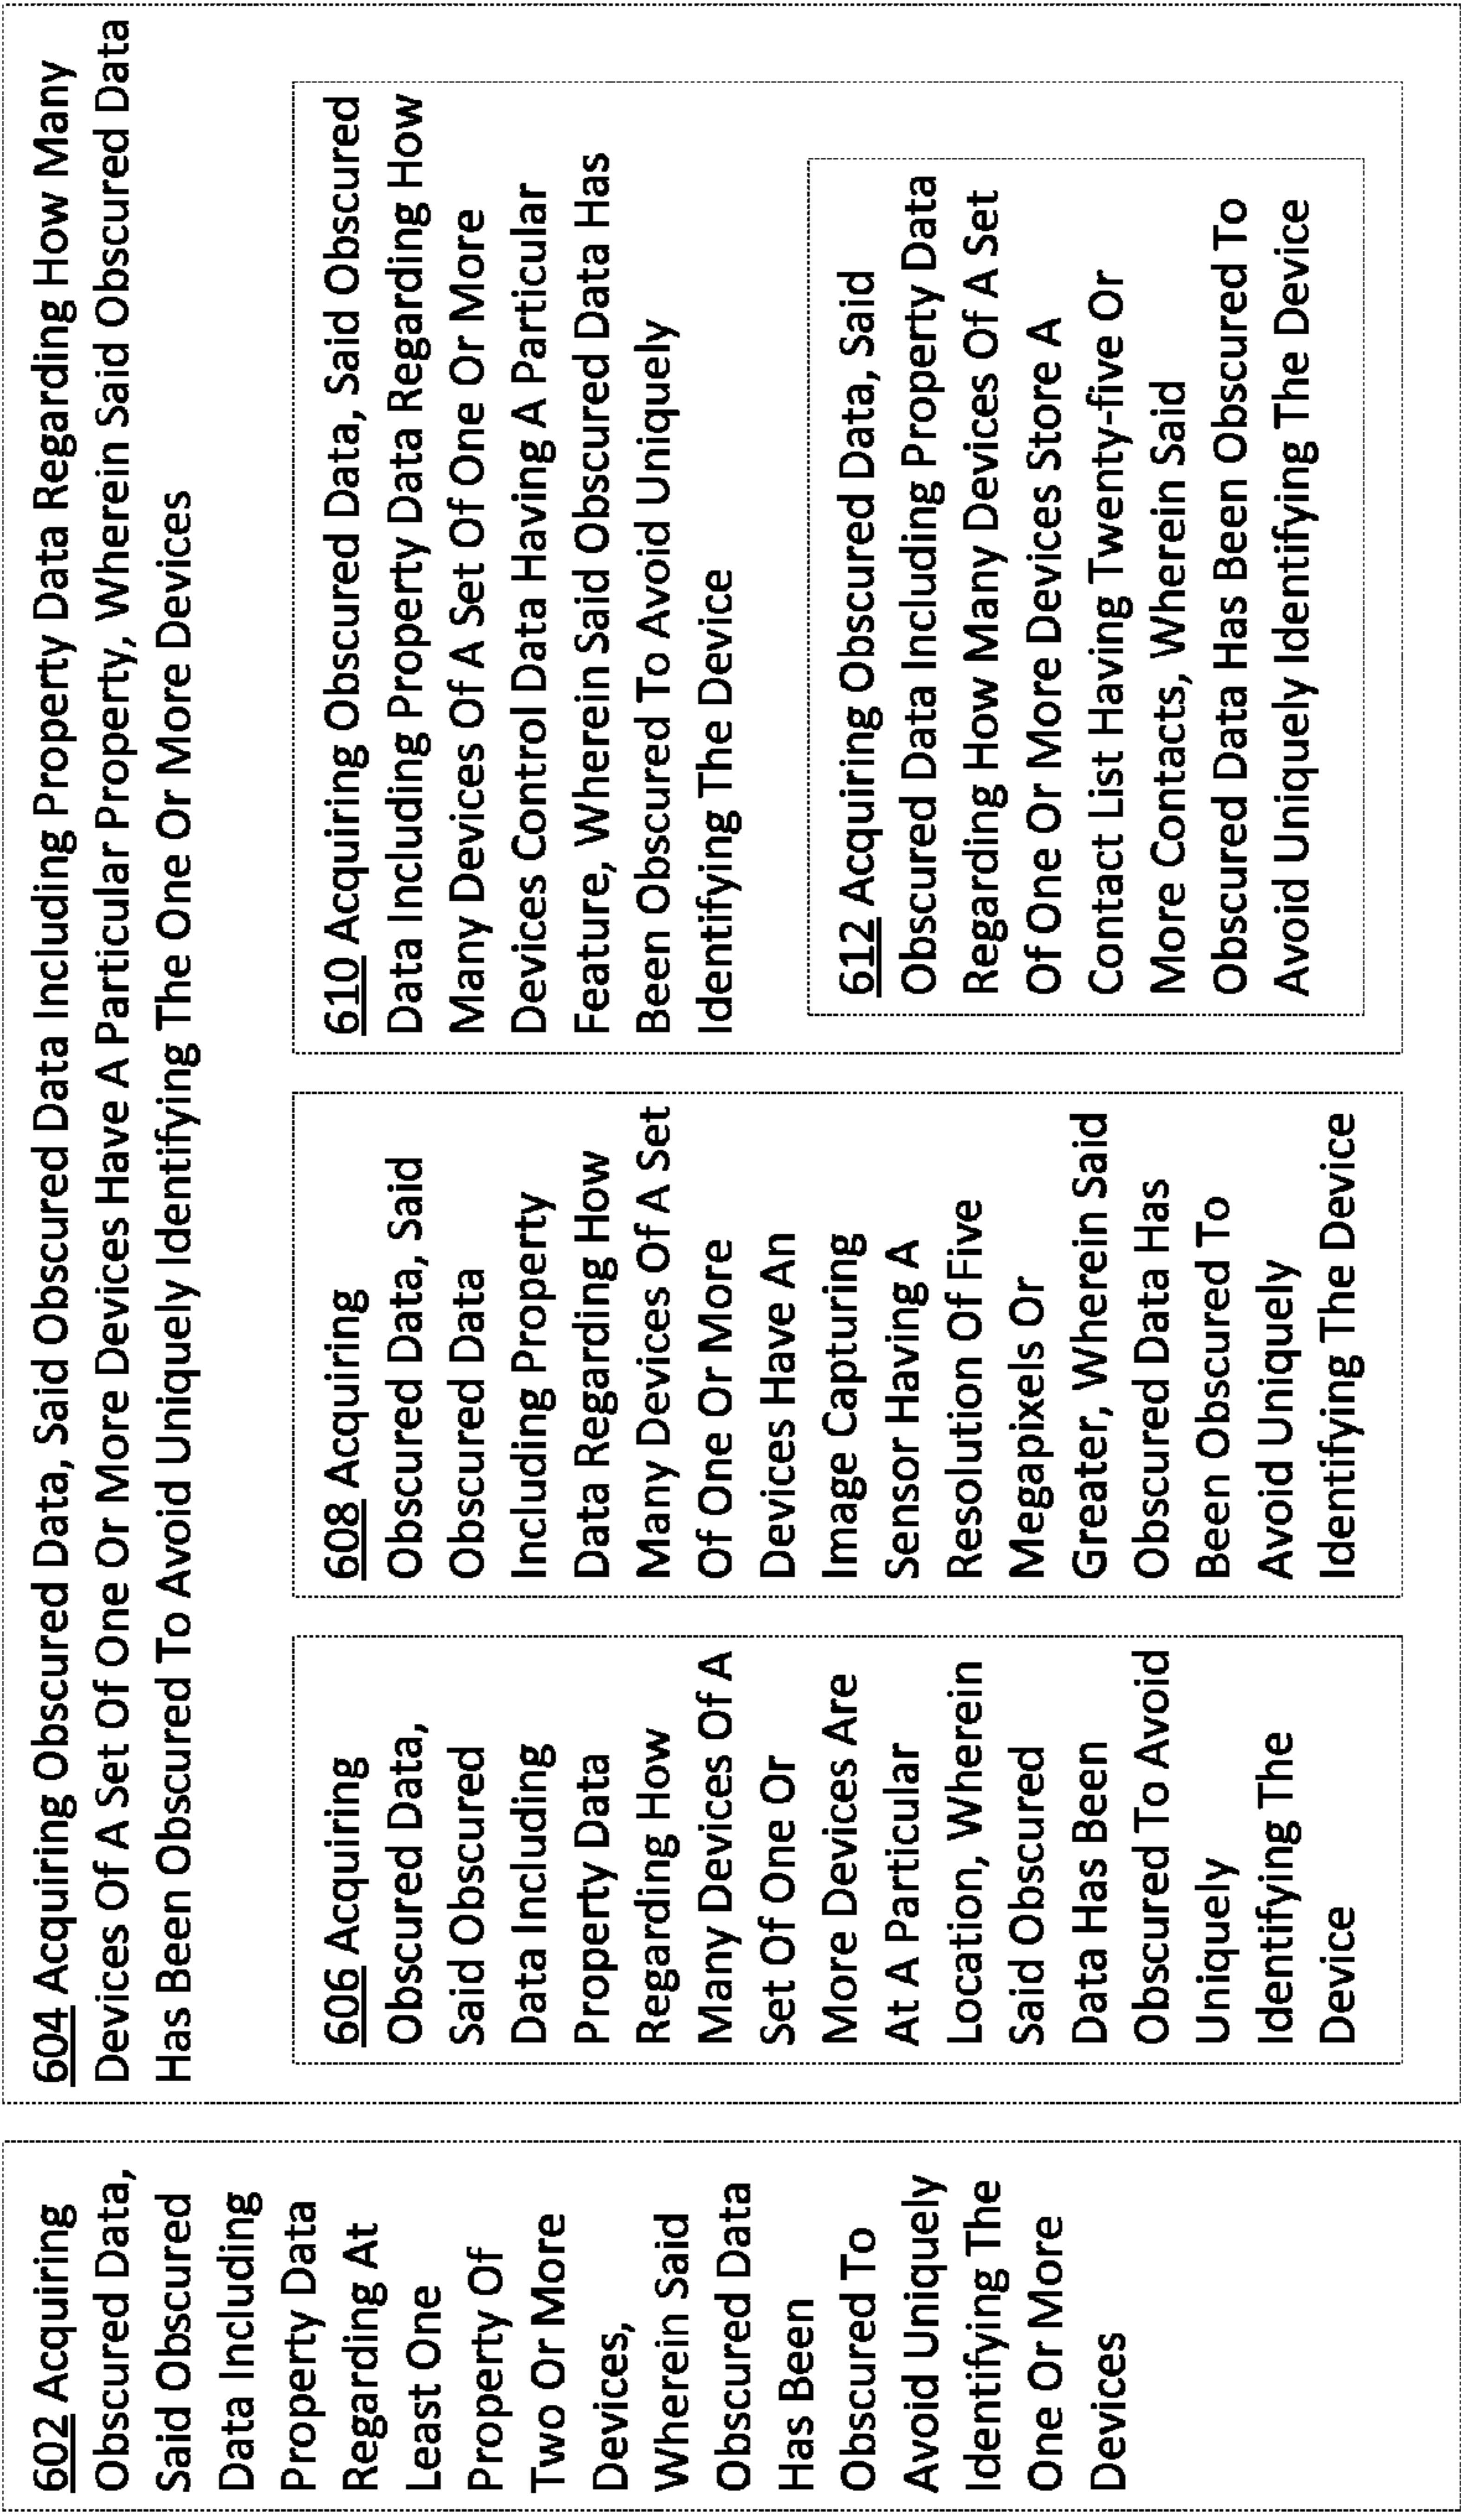 602 Acquiring
Obscured Data,
Said Obscured
Data Including
Property Data
Regarding At
Least One
Property Of
Two Or More
Devices,
Wherein Said
Obscured Data
Has Been
Obscured To
Avoid Uniquely
Identifying The
One Or More
Devices
604 Acquiring Obscured Data, Said Obscured Data Including Property Data Regarding How Many
Devices Of A Set Of One Or More Devices Have A Particular Property, Wherein Said Obscured Data
Has Been Obscured To Avoid Uniquely Identifying The One Or More Devices
606 Acquiring
Obscured Data,
Said Obscured
Data Including
Property Data
Regarding How
Many Devices Of A
Set Of One Or
More Devices Are
At A Particular
Location, Wherein
Said Obscured
Data Has Been
Obscured To Avoid
Uniquely
Identifying The
Device
608 Acquiring
Obscured Data, Said
Obscured Data
Including Property
Data Regarding How
Many Devices Of A Set
Of One Or More
Devices Have An
Image Capturing
Sensor Having A
Resolution Of Five
Megapixels Or
Greater, Wherein Said
Obscured Data Has
Been Obscured To
Avoid Uniquely
Identifying The Device
610 Acquiring Obscured Data, Said Obscured
Data Including Property Data Regarding How
Many Devices Of A Set Of One Or More
Devices Control Data Having A Particular
Feature, Wherein Said Obscured Data Has
Been Obscured To Avoid Uniquely
Identifying The Device
612 Acquiring Obscured Data, Said
Obscured Data Including Property Data
Regarding How Many Devices Of A Set
Of One Or More Devices Store A
Contact List Having Twenty-five Or
More Contacts, Wherein Said
Obscured Data Has Been Obscured To
Avoid Uniquely Identifying The Device